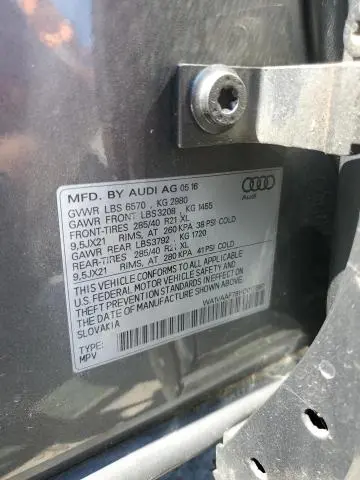 MFD. BY AUDI AG 05.16
GVWR LBS 6570 , KG 2980
GAWR FRONT LBS3208 , KG 1455
FRONT-TIRES 285/40 R21 XL
9,5JX21 RIMS, AT 260 KPA 38 PSI COLD
GAWR REAR LBS3792 , KG 1720
REAR-TIRES 285/40 R21 XL
9,5JX21 RIMS, AT 280 KPA 41 PSI COLD
THIS VEHICLE CONFORMS TO ALL APPLICABLE
U.S. FEDERAL MOTOR VEHICLE SAFETY AND
THEFT PREVENTION STANDARDS IN EFFECT ON
THE DATE OF MANUFACTURE SHOWN ABOVE.
SLOVAKIA
TYPE:
MPV